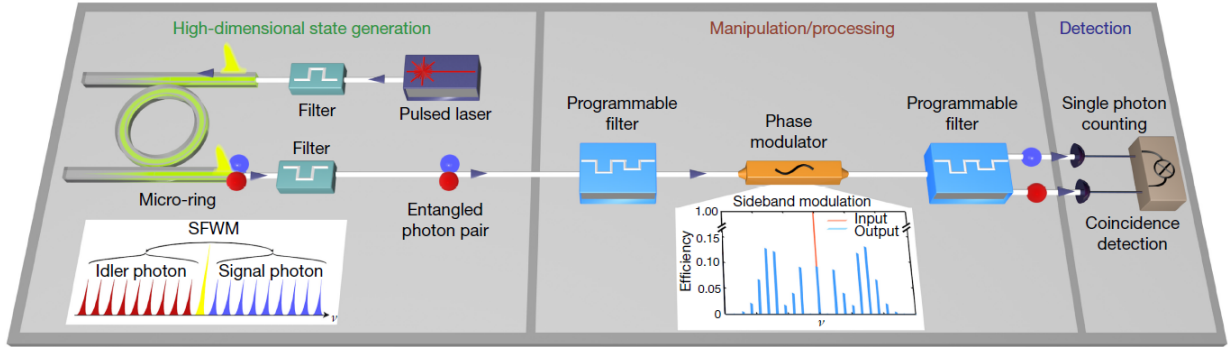 High-dimensional state generation
Manipulation/processing
Detection
Filter
Pulsed laser
Micro-ring
Filter
Entangled
photon pair
SFWM
Idler photon
Signal photon
ν
Programmable
filter
Phase
modulator
Programmable
filter
Sideband modulation
1.00
0.15
0.10
0.05
0
Efficiency
Input
Output
ν
Single photon
counting
Coincidence
detection